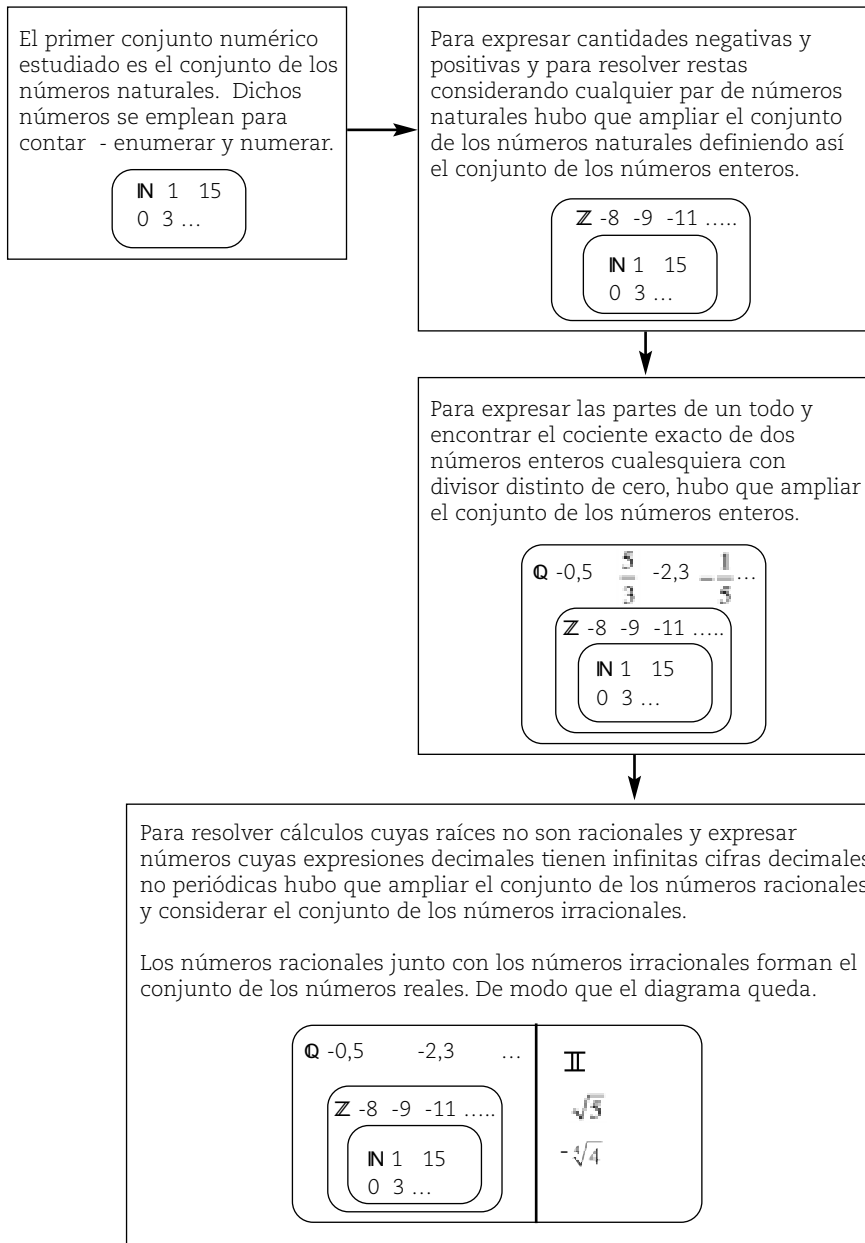 El primer conjunto numérico
estudiado es el conjunto de los
números naturales. Dichos
números se emplean para
contar - enumerar y numerar.
ℕ 1 15
0 3 ...
Para expresar cantidades negativas y
positivas y para resolver restas
considerando cualquier par de números
naturales hubo que ampliar el conjunto
de los números naturales definiendo así
el conjunto de los números enteros.
ℤ -8 -9 -11 .....
ℕ 1 15
0 3 ...
Para expresar las partes de un todo y
encontrar el cociente exacto de dos
números enteros cualesquiera con
divisor distinto de cero, hubo que ampliar
el conjunto de los números enteros.
ℚ -0,5 5/3 -2,3 -1/5 ...
ℤ -8 -9 -11 .....
ℕ 1 15
0 3 ...
Para resolver cálculos cuyas raíces no son racionales y expresar
números cuyas expresiones decimales tienen infinitas cifras decimales
no periódicas hubo que ampliar el conjunto de los números racionales
y considerar el conjunto de los números irracionales.
Los números racionales junto con los números irracionales forman el
conjunto de los números reales. De modo que el diagrama queda.
ℚ -0,5 -2,3 ...
ℤ -8 -9 -11 .....
ℕ 1 15
0 3 ...
𝕀
√5
-∜4